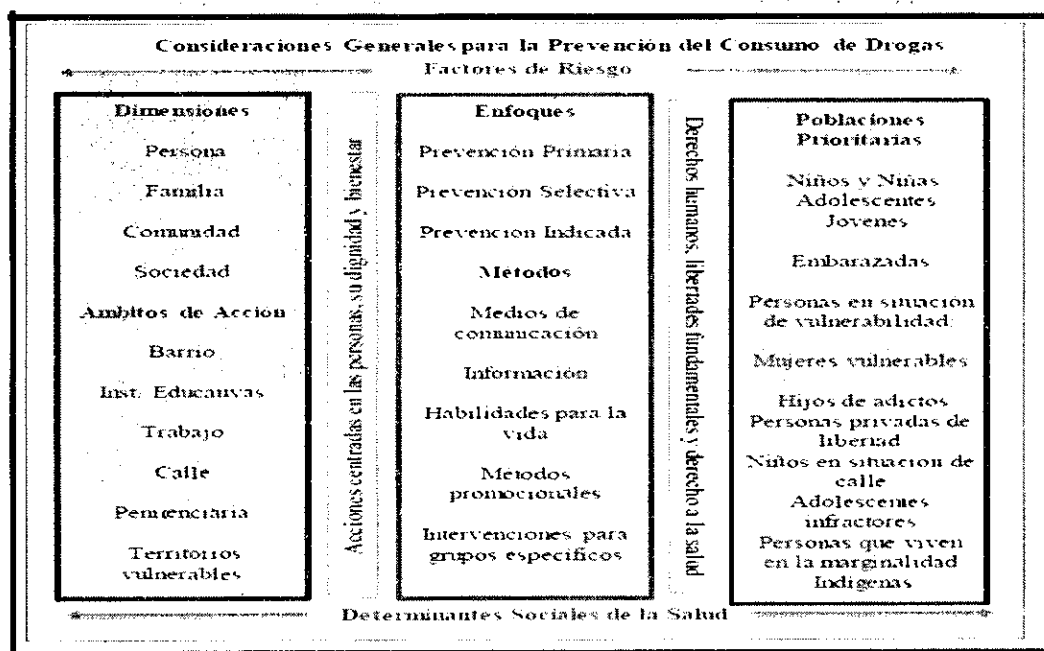 Consideraciones Generales para la Prevención del Consumo de Drogas
Factores de Riesgo
Dimensiones
Persona
Familia
Comunidad
Sociedad
Ámbitos de Acción
Barrio
Inst. Educativas
Trabajo
Calle
Penitenciaria
Territorios
vulnerables
Acciones centradas en las personas, su dignidad y bienestar
Enfoques
Prevención Primaria
Prevención Selectiva
Prevención Indicada
Métodos
Medios de
comunicación
Información
Habilidades para la
vida
Métodos
promocionales
Intervenciones para
grupos específicos
Derechos humanos, libertades fundamentales y derecho a la salud
Poblaciones
Prioritarias
Niños y Niñas
Adolescentes
Jovenes
Embarazadas
Personas en situación
de vulnerabilidad
Mujeres vulnerables
Hijos de adictos
Personas privadas de
libertad
Niños en situación de
calle
Adolescentes
infractores
Personas que viven
en la marginalidad
Indigenas
Determinantes Sociales de la Salud